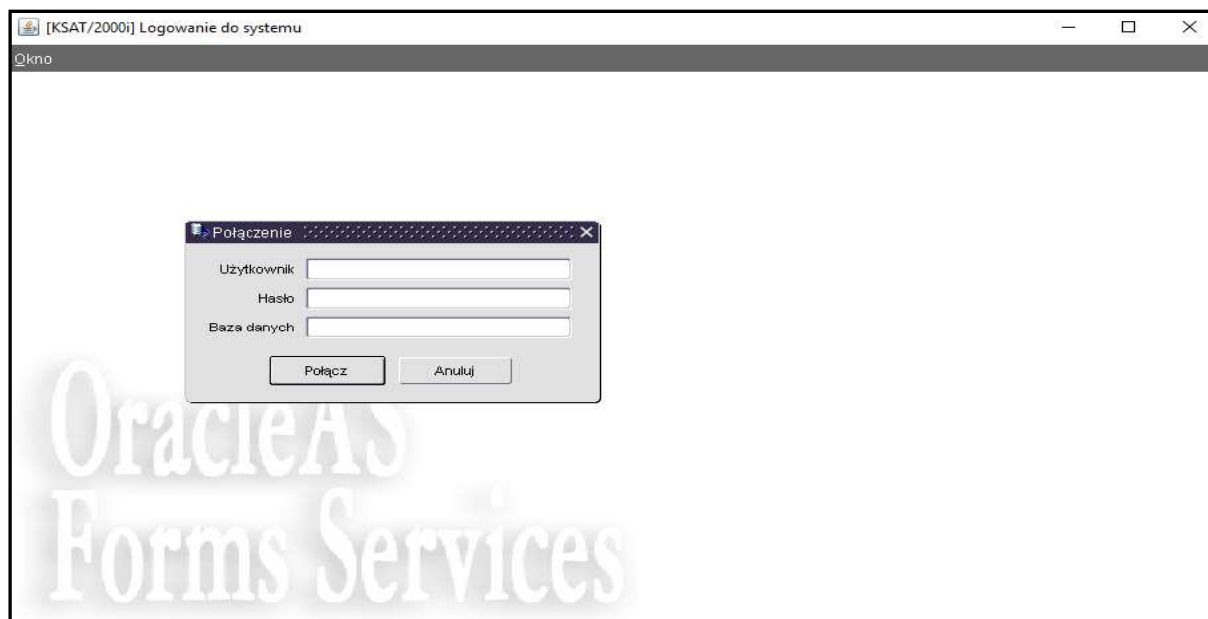 [KSAT/2000i] Logowanie do systemu
Okno
Połączenie
Użytkownik
Hasło
Baza danych
Połącz Anuluj
OracleAS
Forms Services